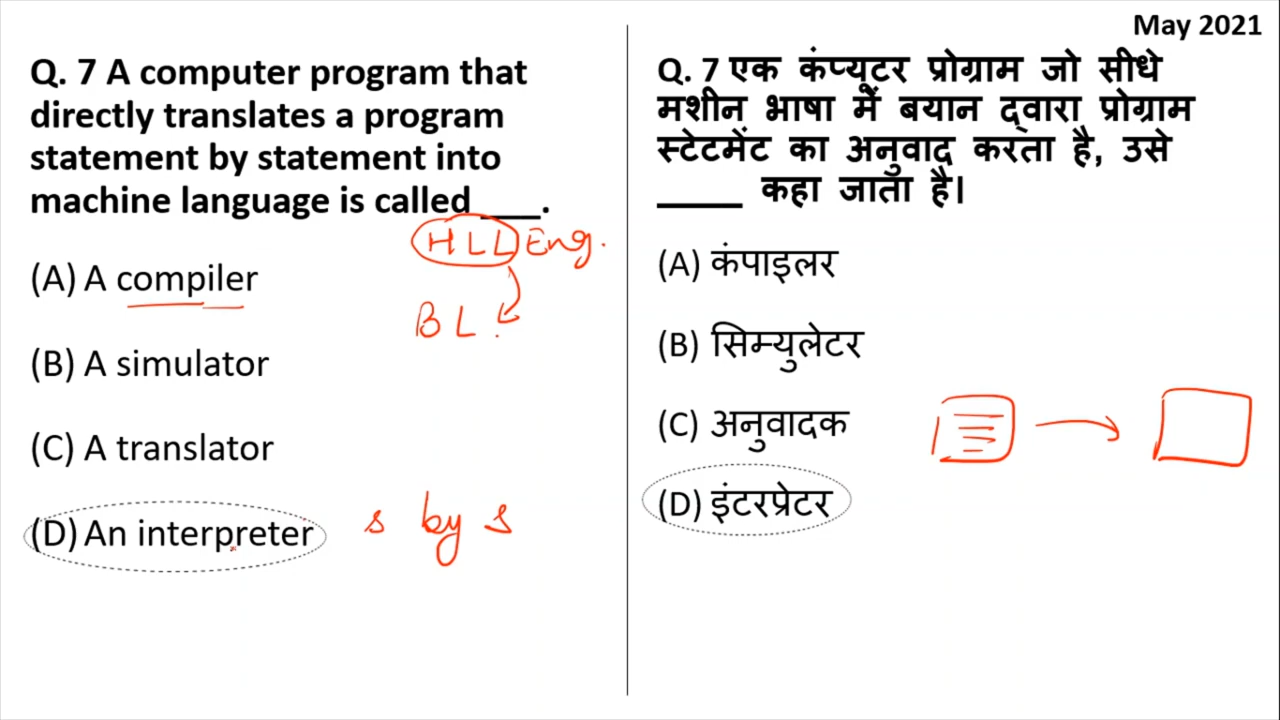 May 2021
Q. 7 A computer program that
directly translates a program
statement by statement into
machine language is called ___.
HLL Eng.
(A) A compiler
BL.
(B) A simulator
(C) A translator
(D) An interpreter s by s
Q. 7 एक कंप्यूटर प्रोग्राम जो सीधे
मशीन भाषा में बयान द्वारा प्रोग्राम
स्टेटमेंट का अनुवाद करता है, उसे
_____ कहा जाता है।
(A) कंपाइलर
(B) सिम्युलेटर
(C) अनुवादक
(D) इंटरप्रेटर